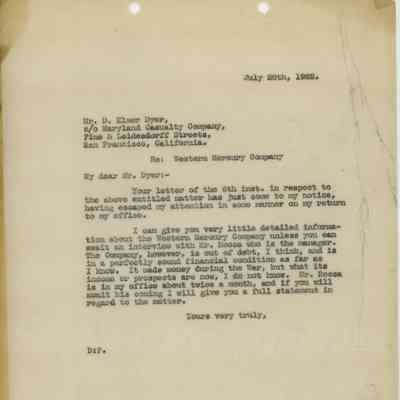 July 20th, 1922.
Mr. D. Elmer Dyer,
c/o Maryland Casualty Company,
Pine & Leidesdorff Streets,
San Francisco, California.
Re: Western Mercury Company
My dear Mr. Dyer:-
Your letter of the 6th inst. in respect to
the above entitled matter has just come to my notice,
having escaped my attention in some manner on my return
to my office.
I can give you very little detailed informa-
tion about the Western Mercury Company unless you can
await an interview with Mr. Rocca who is the manager.
The Company, however, is out of debt, I think, and is
in a perfectly sound financial condition as far as
I know. It made money during the War, but what its
income or prospects are now, I do not know. Mr. Rocca
is in my office about twice a month, and if you will
await his coming I will give you a full statement in
regard to the matter.
Yours very truly,
D:P.